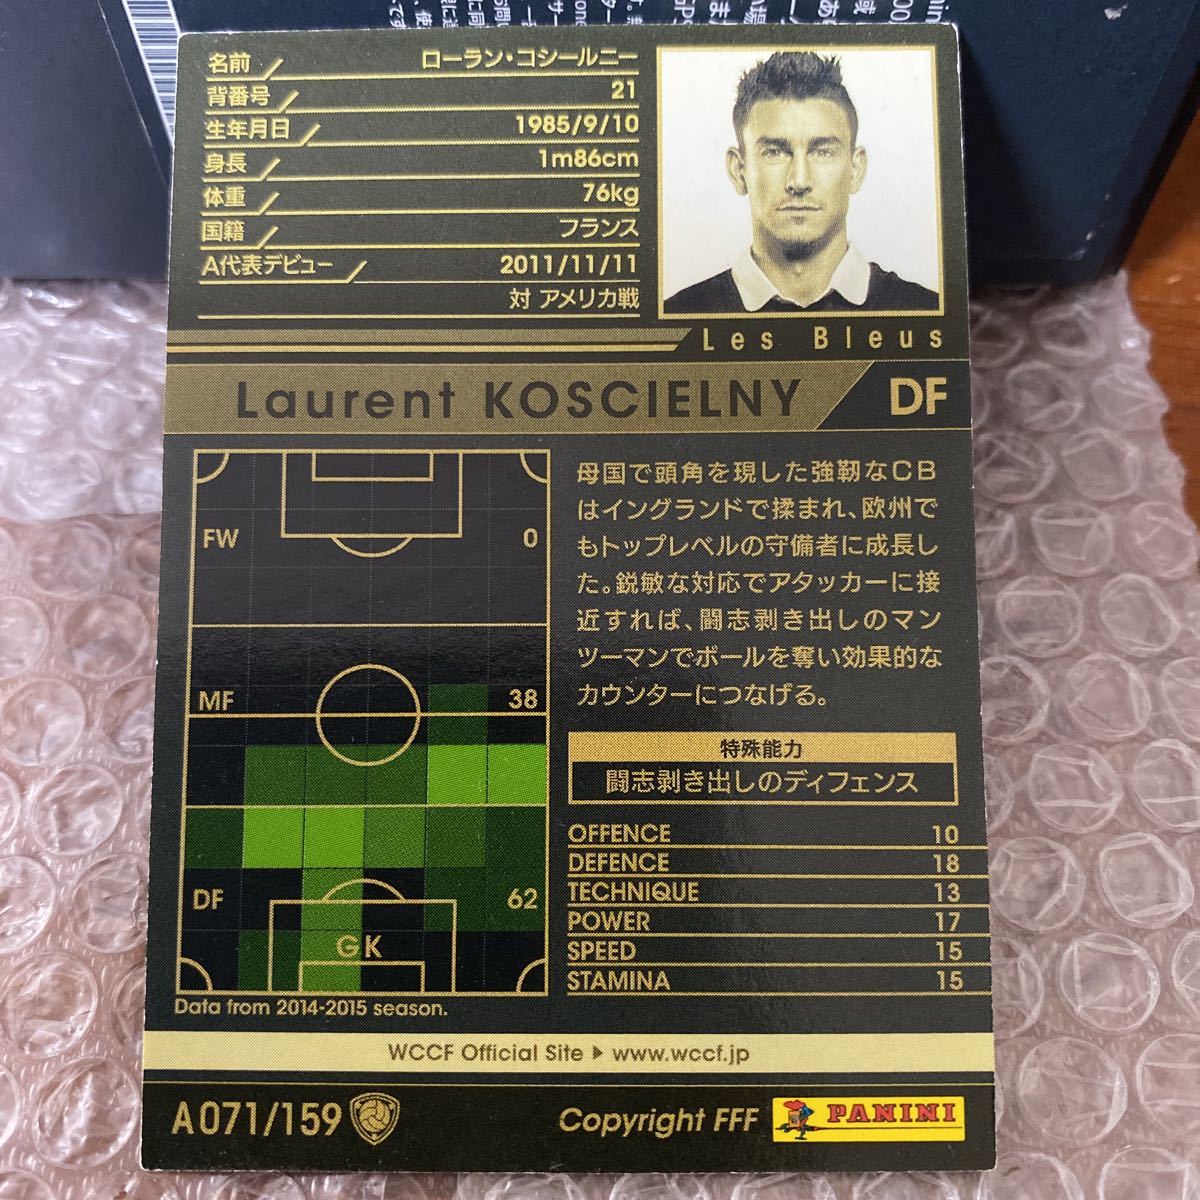 名前 ローラン・コシールニー
背番号 21
生年月日 1985/9/10
身長 1m86cm
体重 76kg
国籍 フランス
A代表デビュー 2011/11/11
対 アメリカ戦
Les Bleus
Laurent KOSCIELNY DF
FW 0
MF 38
DF 62
GK
Data from 2014-2015 season.
母国で頭角を現した強靭なCB
はイングランドで揉まれ、欧州で
もトップレベルの守備者に成長し
た。鋭敏な対応でアタッカーに接
近すれば、闘志剥き出しのマン
ツーマンでボールを奪い効果的な
カウンターにつなげる。
特殊能力
闘志剥き出しのディフェンス
OFFENCE 10
DEFENCE 18
TECHNIQUE 13
POWER 17
SPEED 15
STAMINA 15
WCCF Official Site ▶ www.wccf.jp
A071/159
Copyright FFF
PANINI